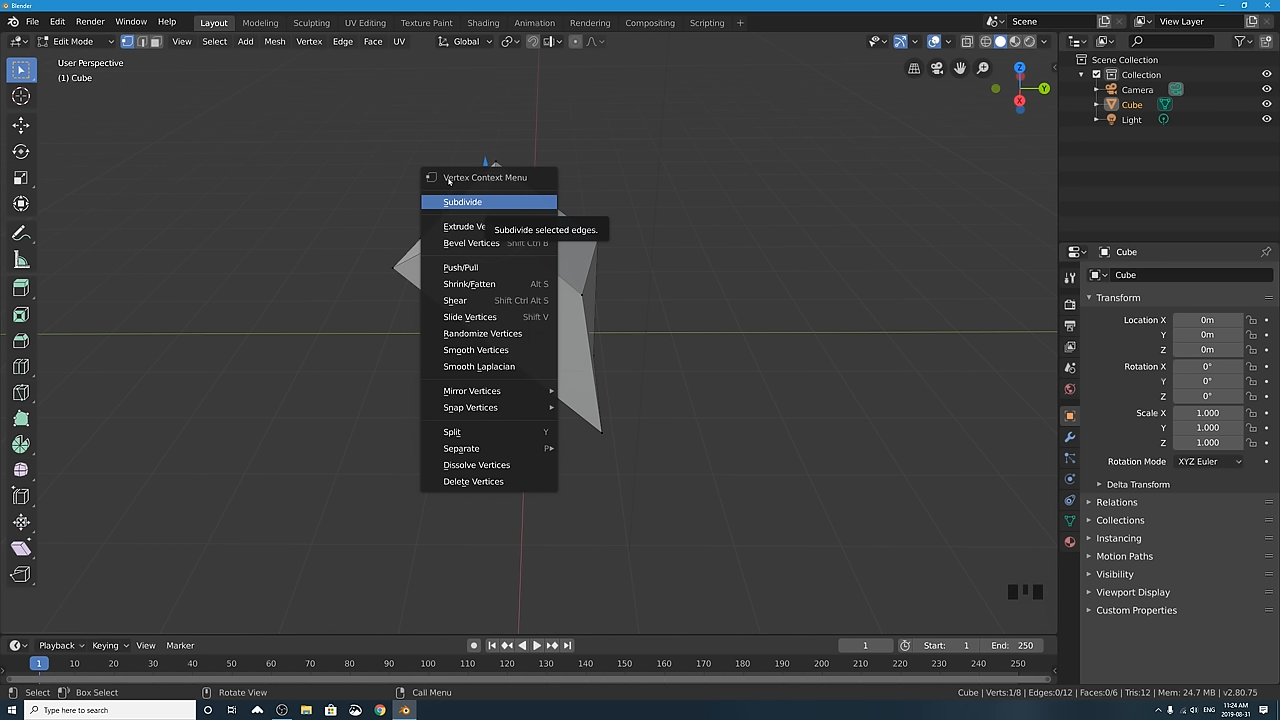 Blender
File Edit Render Window Help
Layout Modeling Sculpting UV Editing Texture Paint Shading Animation Rendering Compositing Scripting +
Scene
View Layer
Edit Mode View Select Add Mesh Vertex Edge Face UV
Global
User Perspective
(1) Cube
Z
Y
X
Vertex Context Menu
Subdivide
Extrude Ve
Subdivide selected edges.
Bevel Vertices Shift Ctrl B
Push/Pull
Shrink/Fatten Alt S
Shear Shift Ctrl Alt S
Slide Vertices Shift V
Randomize Vertices
Smooth Vertices
Smooth Laplacian
Mirror Vertices
Snap Vertices
Split Y
Separate P
Dissolve Vertices
Delete Vertices
Scene Collection
Collection
Camera
Cube
Light
Cube
Cube
Transform
Location X 0m
Y 0m
Z 0m
Rotation X 0°
Y 0°
Z 0°
Scale X 1.000
Y 1.000
Z 1.000
Rotation Mode XYZ Euler
Delta Transform
Relations
Collections
Instancing
Motion Paths
Visibility
Viewport Display
Custom Properties
Playback Keying View Marker
1 Start: 1 End: 250
1 10 20 30 40 50 60 70 80 90 100 110 120 130 140 150 160 170 180 190 200 210 220 230 240 250
Select Box Select Rotate View Call Menu
Cube | Verts:1/8 | Edges:0/12 | Faces:0/6 | Tris:12 | Mem: 24.7 MB | v2.80.75
Type here to search
ENG
11:24 AM
2019-08-31